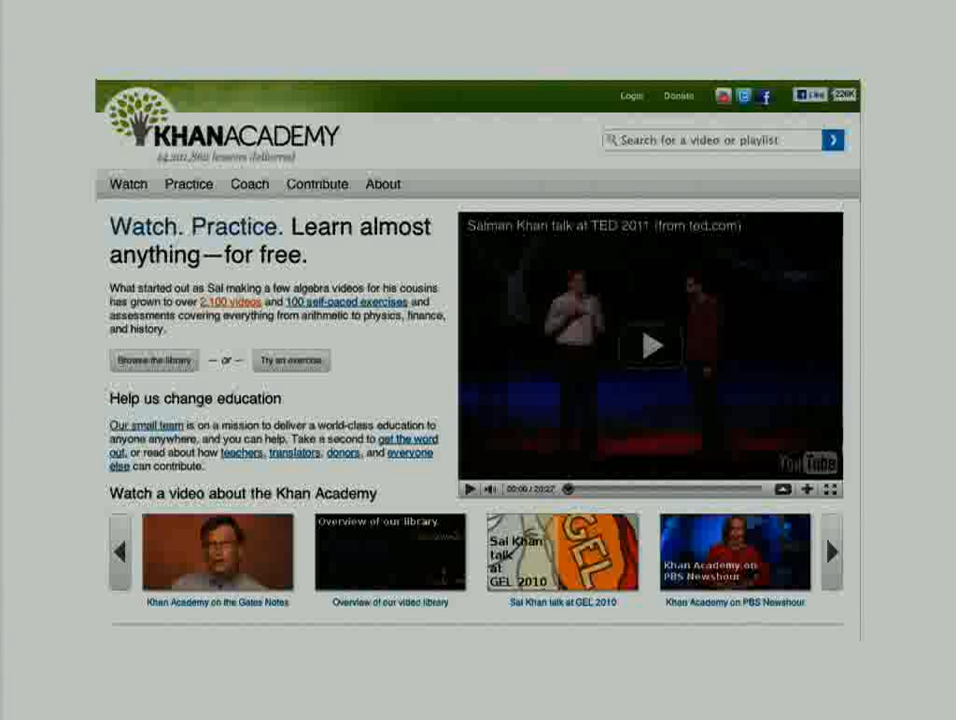 Login Donate Like 226K
KHANACADEMY
lessons delivered
Search for a video or playlist
Watch Practice Coach Contribute About
Watch. Practice. Learn almost
anything—for free.
What started out as Sal making a few algebra videos for his cousins
has grown to over 2,100 videos and 100 self-paced exercises and
assessments covering everything from arithmetic to physics, finance,
and history.
Browse the library — or — Try an exercise
Help us change education
Our small team is on a mission to deliver a world-class education to
anyone anywhere, and you can help. Take a second to get the word
out, or read about how teachers, translators, donors, and everyone
else can contribute.
Salman Khan talk at TED 2011 (from ted.com)
YouTube
00:00 / 20:27
Watch a video about the Khan Academy
Overview of our library
Sal Khan
talk
at
GEL 2010
GEL
Khan Academy on
PBS Newshour
Khan Academy on the Gates Notes
Overview of our video library
Sal Khan talk at GEL 2010
Khan Academy on PBS Newshour